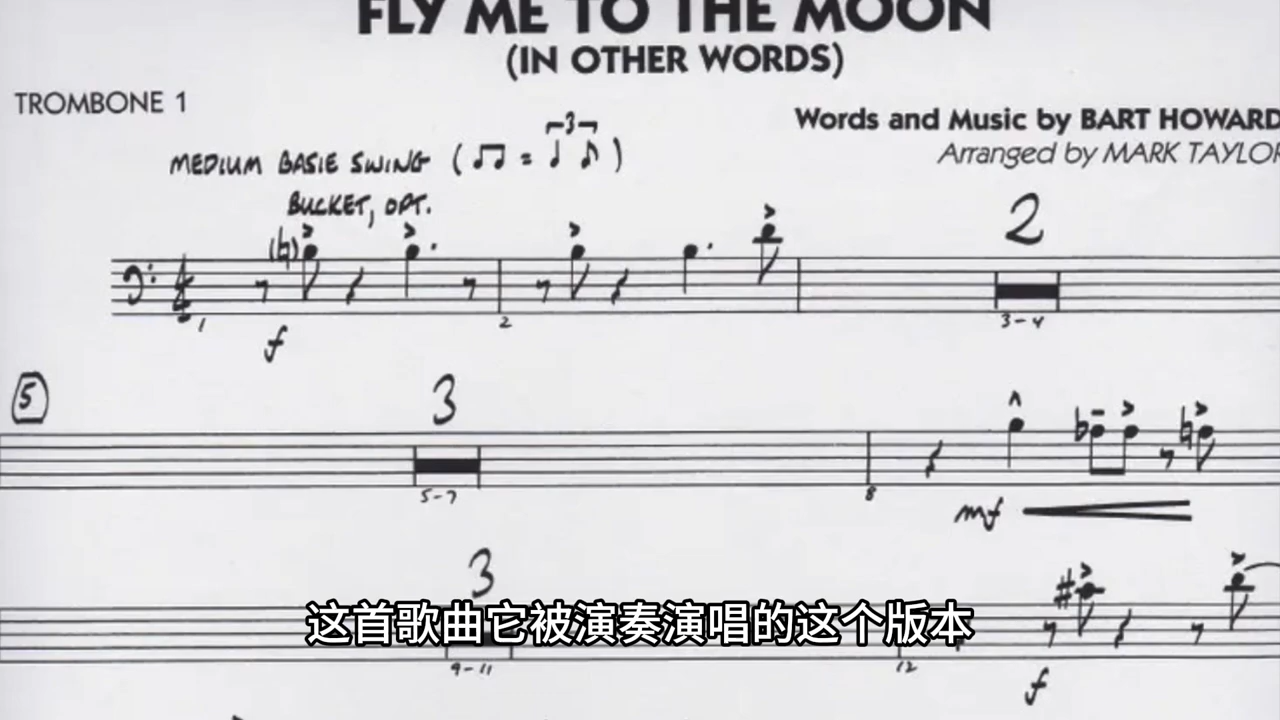 FLY ME TO THE MOON
(IN OTHER WORDS)
TROMBONE 1
Words and Music by BART HOWARD
Arranged by MARK TAYLOR
MEDIUM BASIE SWING ( = 3 )
BUCKET, OPT.
2
1
f
2
3-4
5
3
5-7
8
mf
3
这首歌曲它被演奏演唱的这个版本
9-11
12
f